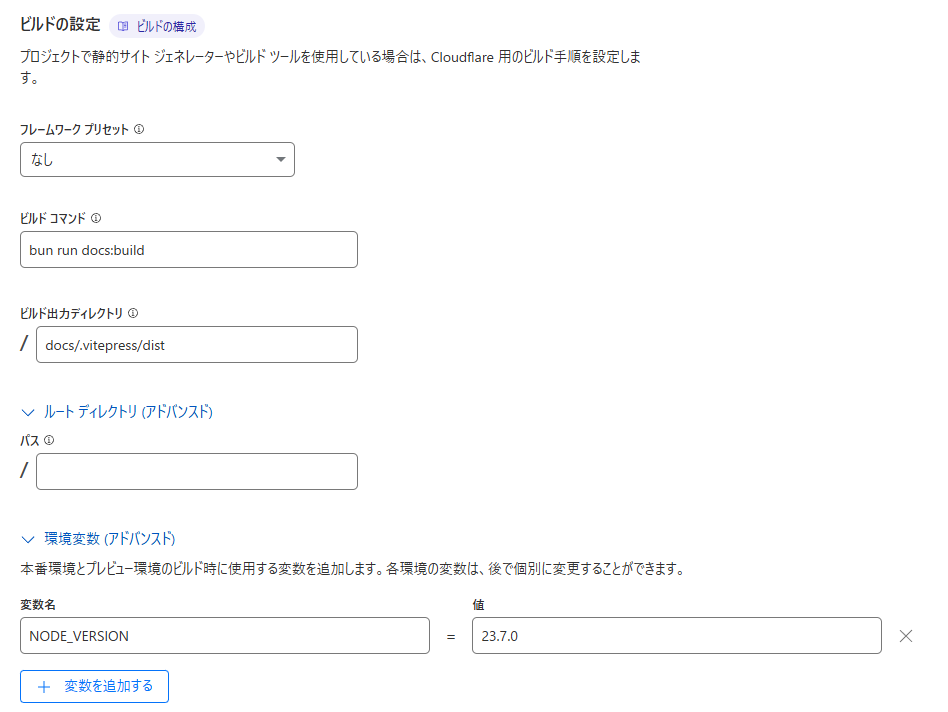 ビルドの設定 ビルドの構成
プロジェクトで静的サイト ジェネレーターやビルド ツールを使用している場合は、Cloudflare 用のビルド手順を設定しま
す。
フレームワーク プリセット
なし
ビルド コマンド
bun run docs:build
ビルド出力ディレクトリ
/ docs/.vitepress/dist
ルート ディレクトリ (アドバンスド)
パス
/
環境変数 (アドバンスド)
本番環境とプレビュー環境のビルド時に使用する変数を追加します。各環境の変数は、後で個別に変更することができます。
変数名 値
NODE_VERSION = 23.7.0
変数を追加する